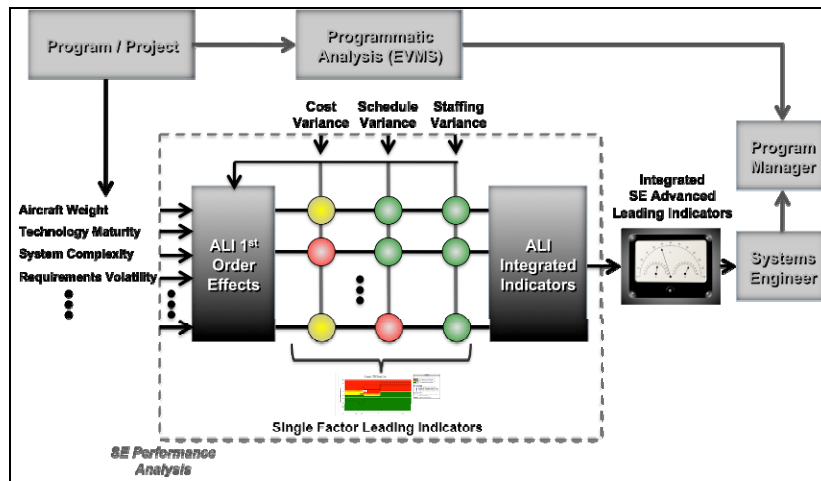 Program / Project
Programmatic
Analysis (EVMS)
Cost
Variance
Schedule
Variance
Staffing
Variance
Program
Manager
Integrated
SE Advanced
Leading Indicators
Aircraft Weight
Technology Maturity
System Complexity
Requirements Volatility
ALI 1st
Order
Effects
ALI
Integrated
Indicators
Systems
Engineer
Single Factor Leading Indicators
SE Performance
Analysis